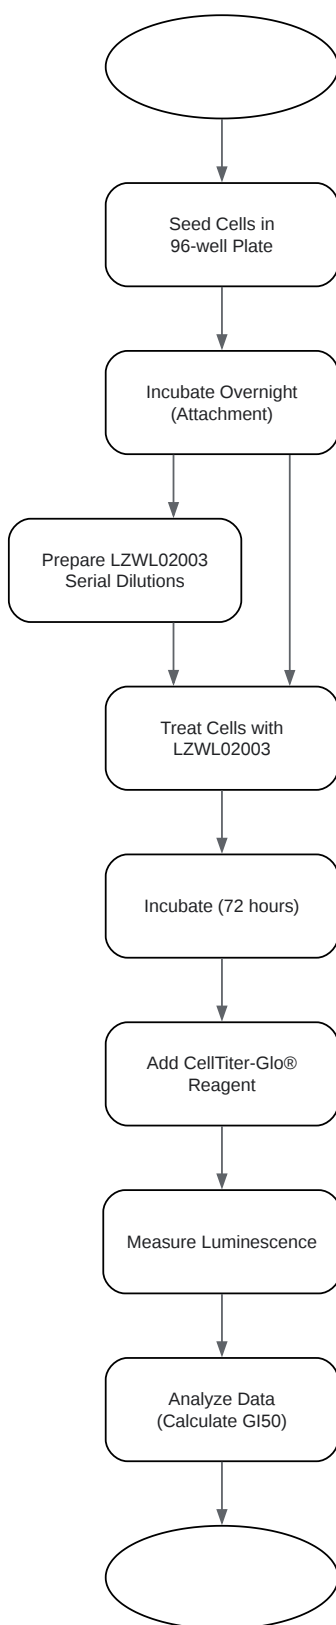 Seed Cells in
96-well Plate
Incubate Overnight
(Attachment)
Prepare LZWL02003
Serial Dilutions
Treat Cells with
LZWL02003
Incubate (72 hours)
Add CellTiter-Glo®
Reagent
Measure Luminescence
Analyze Data
(Calculate GI50)